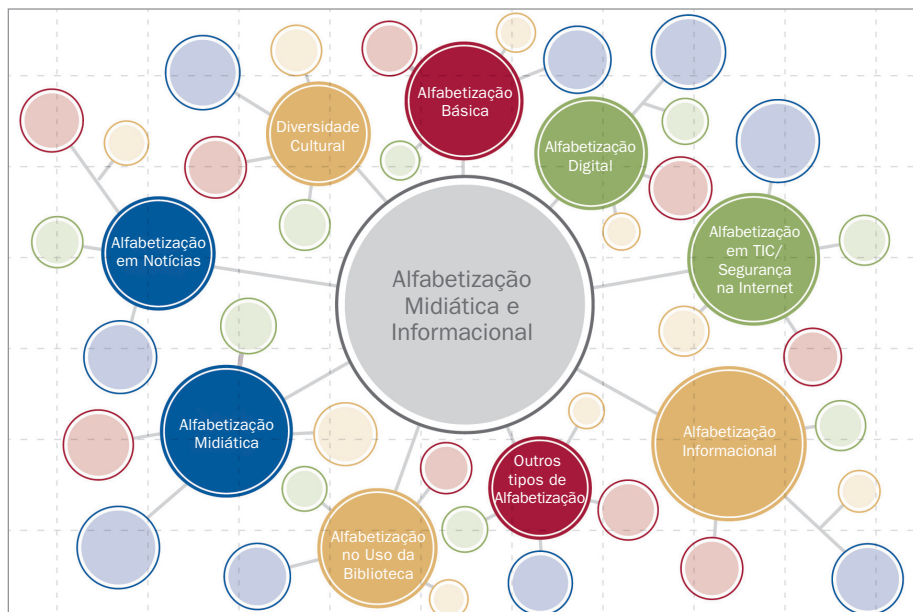 Alfabetização
Básica
Diversidade
Cultural
Alfabetização
Digital
Alfabetização
em Notícias
Alfabetização
em TIC/
Segurança
na Internet
Alfabetização
Midiática e
Informacional
Alfabetização
Midiática
Alfabetização
Informacional
Outros
tipos de
Alfabetização
Alfabetização
no Uso da
Biblioteca